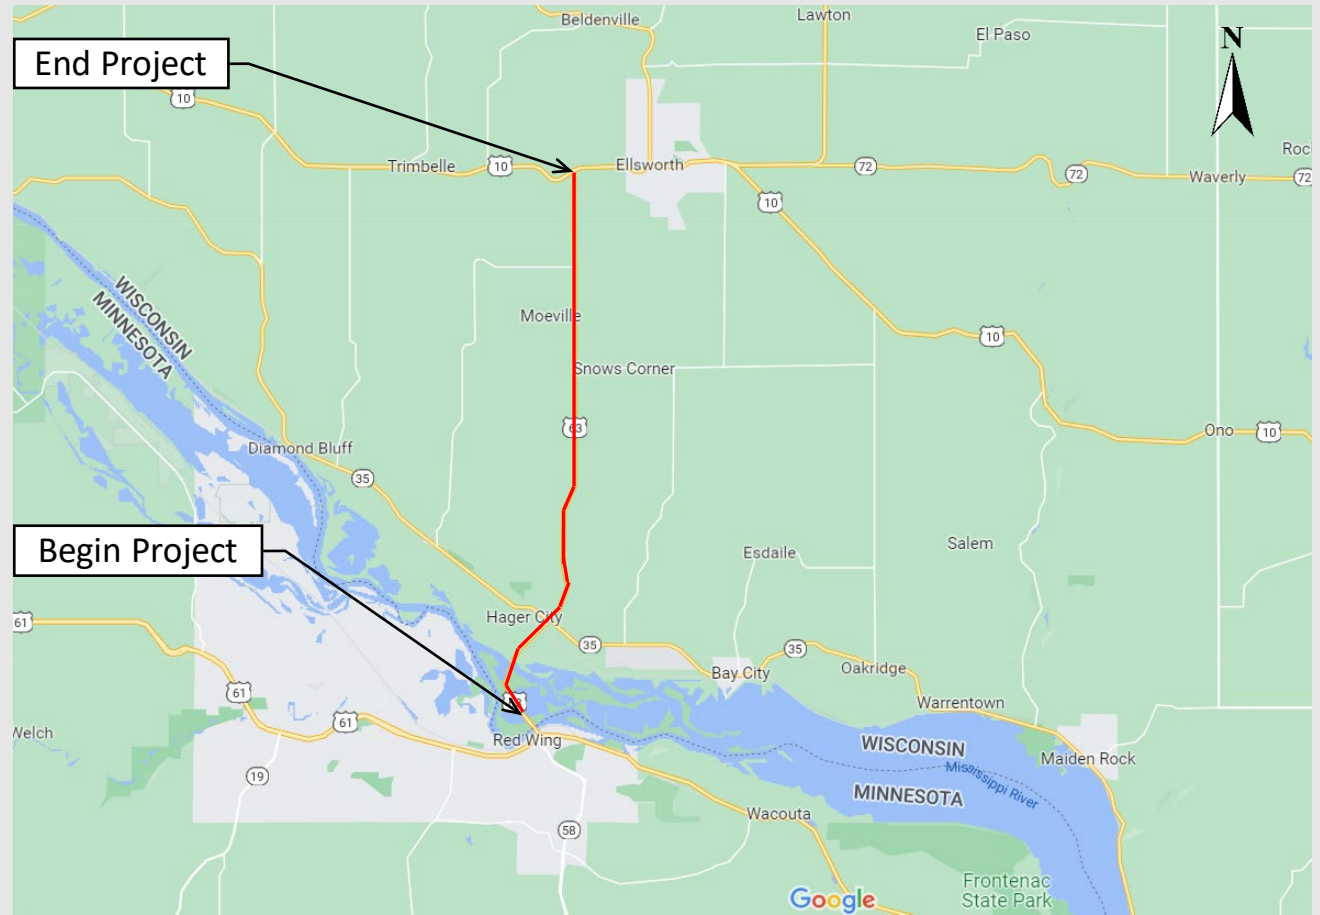 Beldenville
Lawton
El Paso
N
End Project
10
Trimbelle
10
Ellsworth
72
72
Waverly
72
10
WISCONSIN
MINNESOTA
Moeville
10
Snows Corner
63
Ono
10
Diamond Bluff
35
Begin Project
Esdaile
Salem
61
Hager City
35
35
Bay City
Oakridge
61
61
Warrentown
Welch
Red Wing
WISCONSIN
Maiden Rock
19
Mississippi River
MINNESOTA
Wacouta
58
Frontenac
State Park
Google